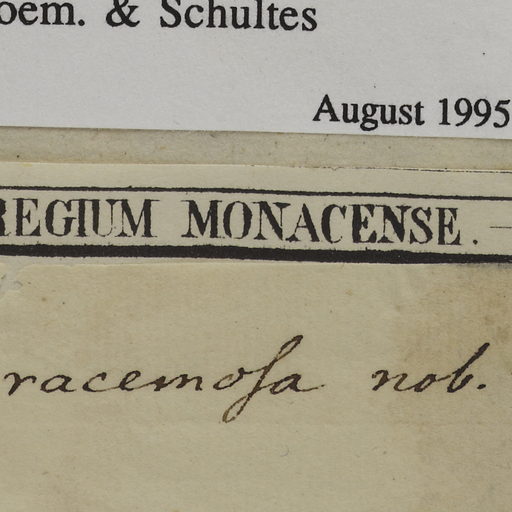 oem. & Schultes
August 1995
REGIUM MONACENSE.
racemosa nob.